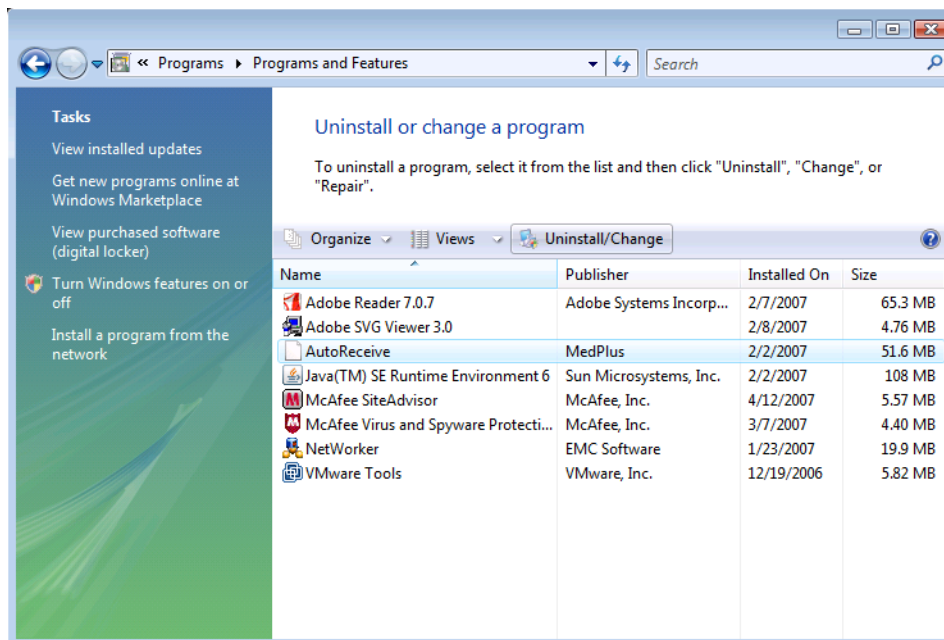 « Programs ▸ Programs and Features
Search
Tasks
View installed updates
Get new programs online at
Windows Marketplace
View purchased software
(digital locker)
Turn Windows features on or
off
Install a program from the
network
Uninstall or change a program
To uninstall a program, select it from the list and then click "Uninstall", "Change", or
"Repair".
Organize Views Uninstall/Change
Name Publisher Installed On Size
Adobe Reader 7.0.7 Adobe Systems Incorp... 2/7/2007 65.3 MB
Adobe SVG Viewer 3.0 2/8/2007 4.76 MB
AutoReceive MedPlus 2/2/2007 51.6 MB
Java(TM) SE Runtime Environment 6 Sun Microsystems, Inc. 2/2/2007 108 MB
McAfee SiteAdvisor McAfee, Inc. 4/12/2007 5.57 MB
McAfee Virus and Spyware Protecti... McAfee, Inc. 3/7/2007 4.40 MB
NetWorker EMC Software 1/23/2007 19.9 MB
VMware Tools VMware, Inc. 12/19/2006 5.82 MB